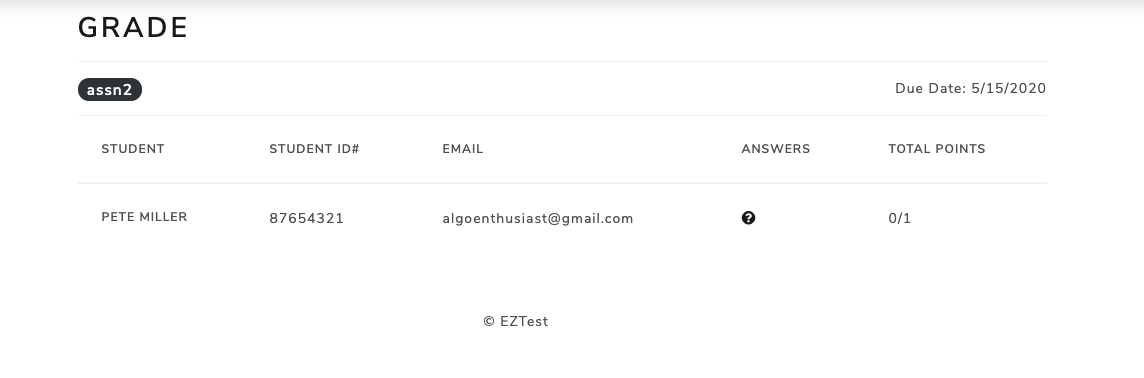 GRADE
assn2 Due Date: 5/15/2020
STUDENT STUDENT ID# EMAIL ANSWERS TOTAL POINTS
PETE MILLER 87654321 algoenthusiast@gmail.com ? 0/1
© EZTest